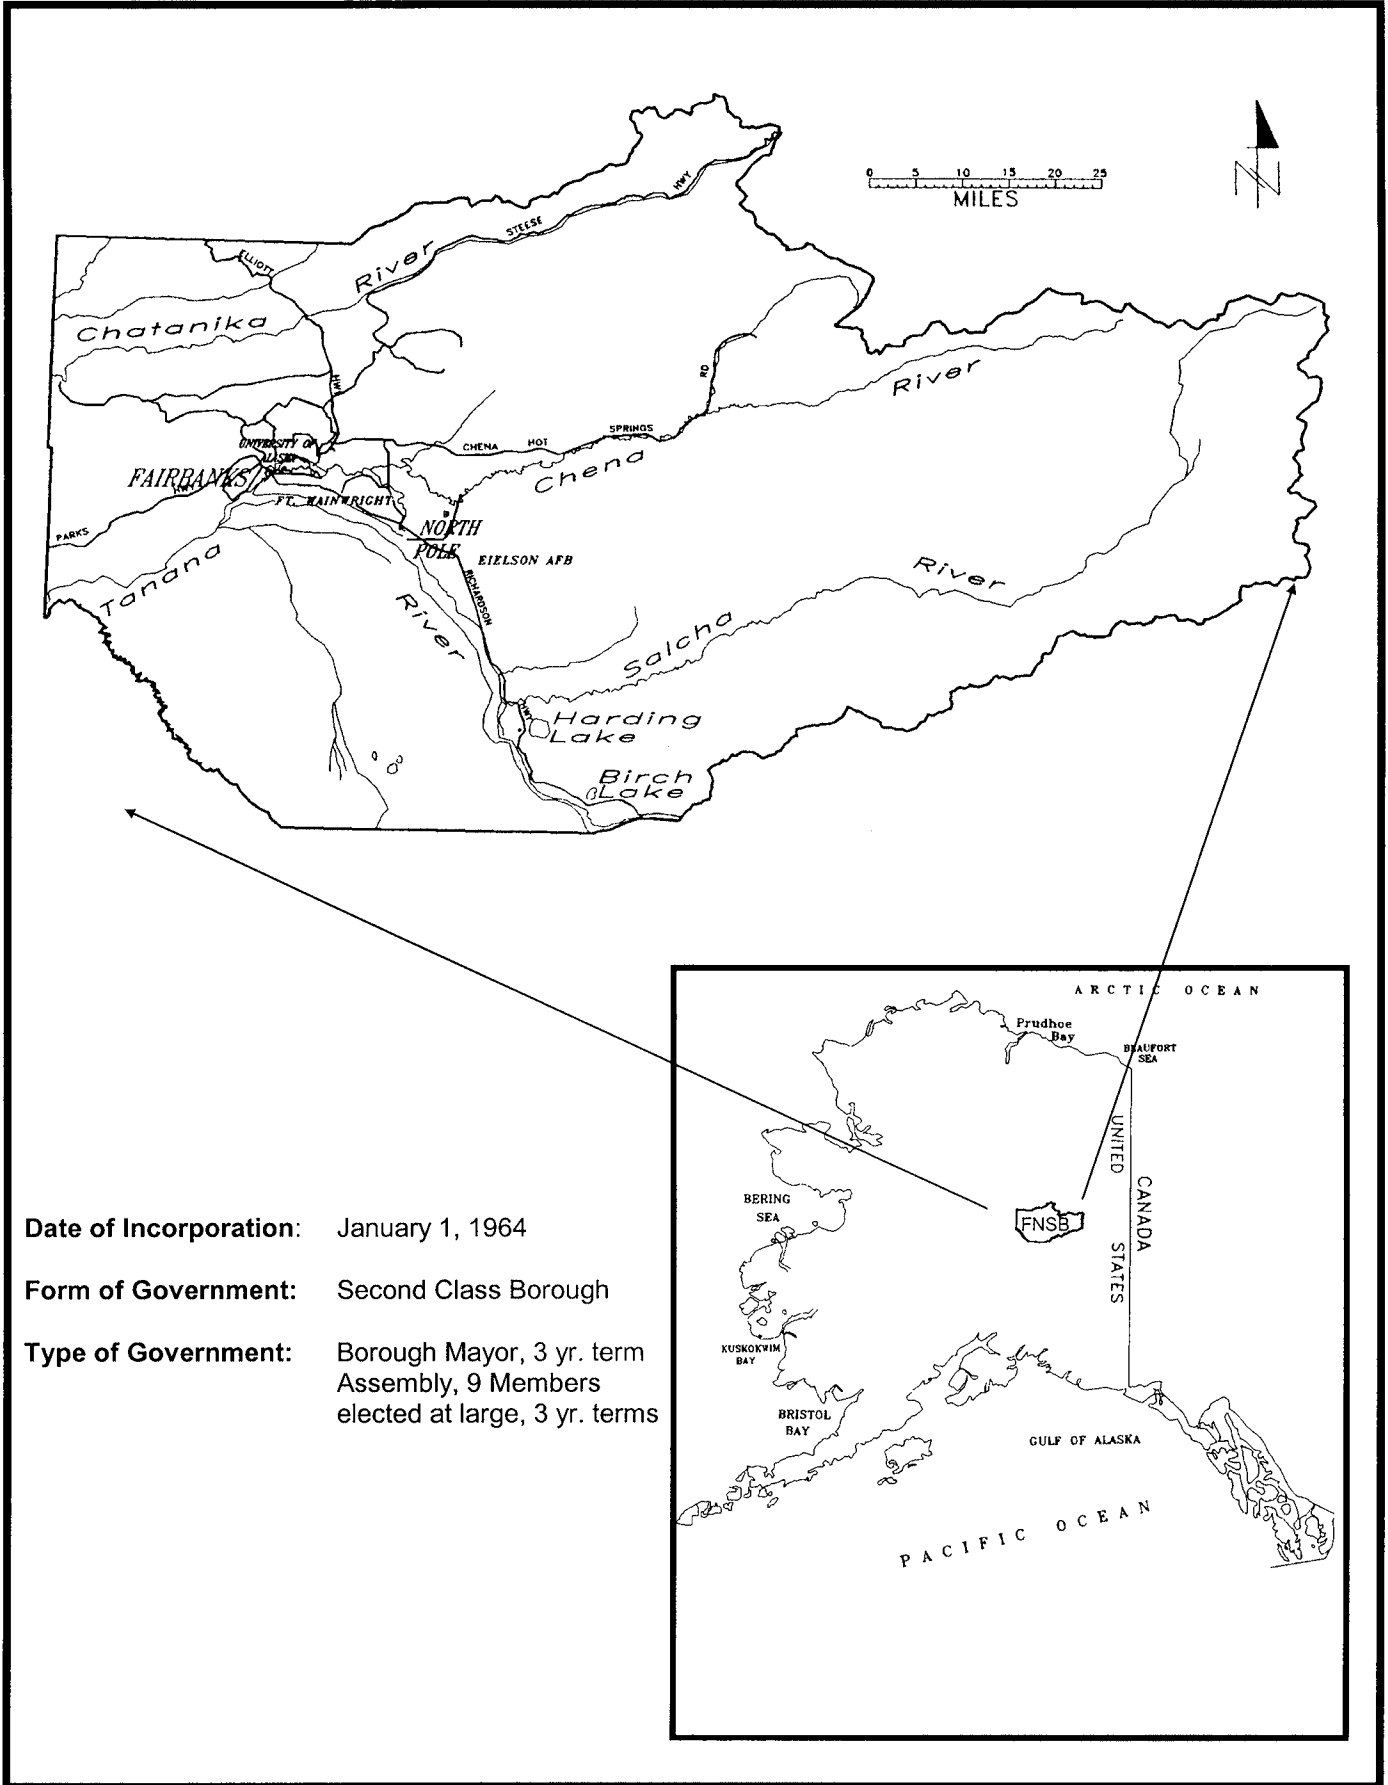 0 5 10 15 20 25
MILES
N
HWY
STEESE
River
ELLIOTT
Chatanika
HWY
RD
River
UNIVERSITY OF
ALASKA
CHENA HOT SPRINGS
Chena
FAIRBANKS
HWY
FT. WAINWRIGHT
PARKS
NORTH
POLE
EIELSON AFB
Tanana
River
RICHARDSON
River
Salcha
HWY
Harding
Lake
Birch
Lake
ARCTIC OCEAN
Prudhoe
Bay
BEAUFORT
SEA
UNITED
STATES
CANADA
BERING
SEA
FNSB
KUSKOKWIM
BAY
BRISTOL
BAY
GULF OF ALASKA
PACIFIC OCEAN
Date of Incorporation: January 1, 1964
Form of Government: Second Class Borough
Type of Government: Borough Mayor, 3 yr. term
Assembly, 9 Members
elected at large, 3 yr. terms